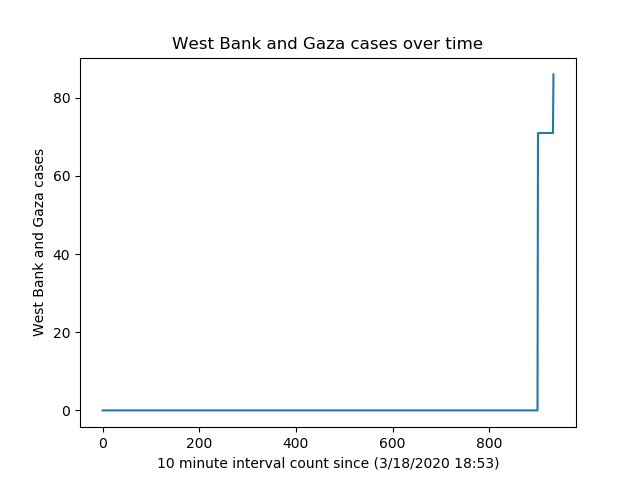 West Bank and Gaza cases over time
West Bank and Gaza cases
80
60
40
20
0
0 200 400 600 800
10 minute interval count since (3/18/2020 18:53)